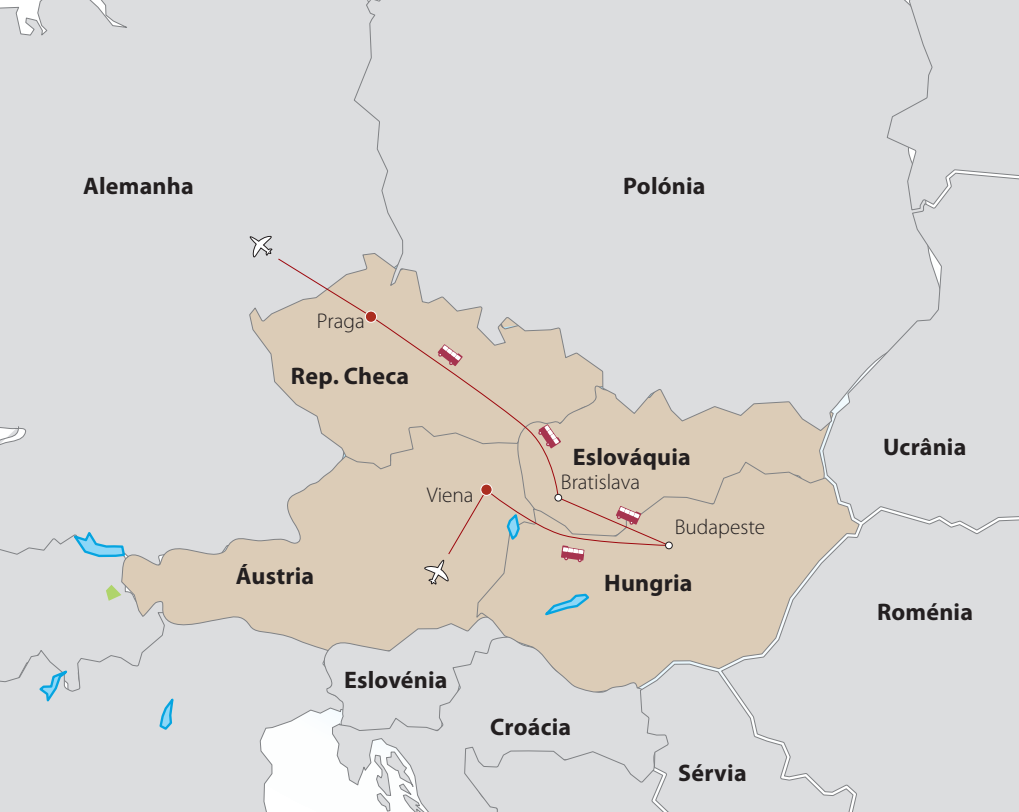 Alemanha
Polónia
Praga
Rep. Checa
Ucrânia
Eslováquia
Bratislava
Viena
Budapeste
Áustria
Hungria
Roménia
Eslovénia
Croácia
Sérvia